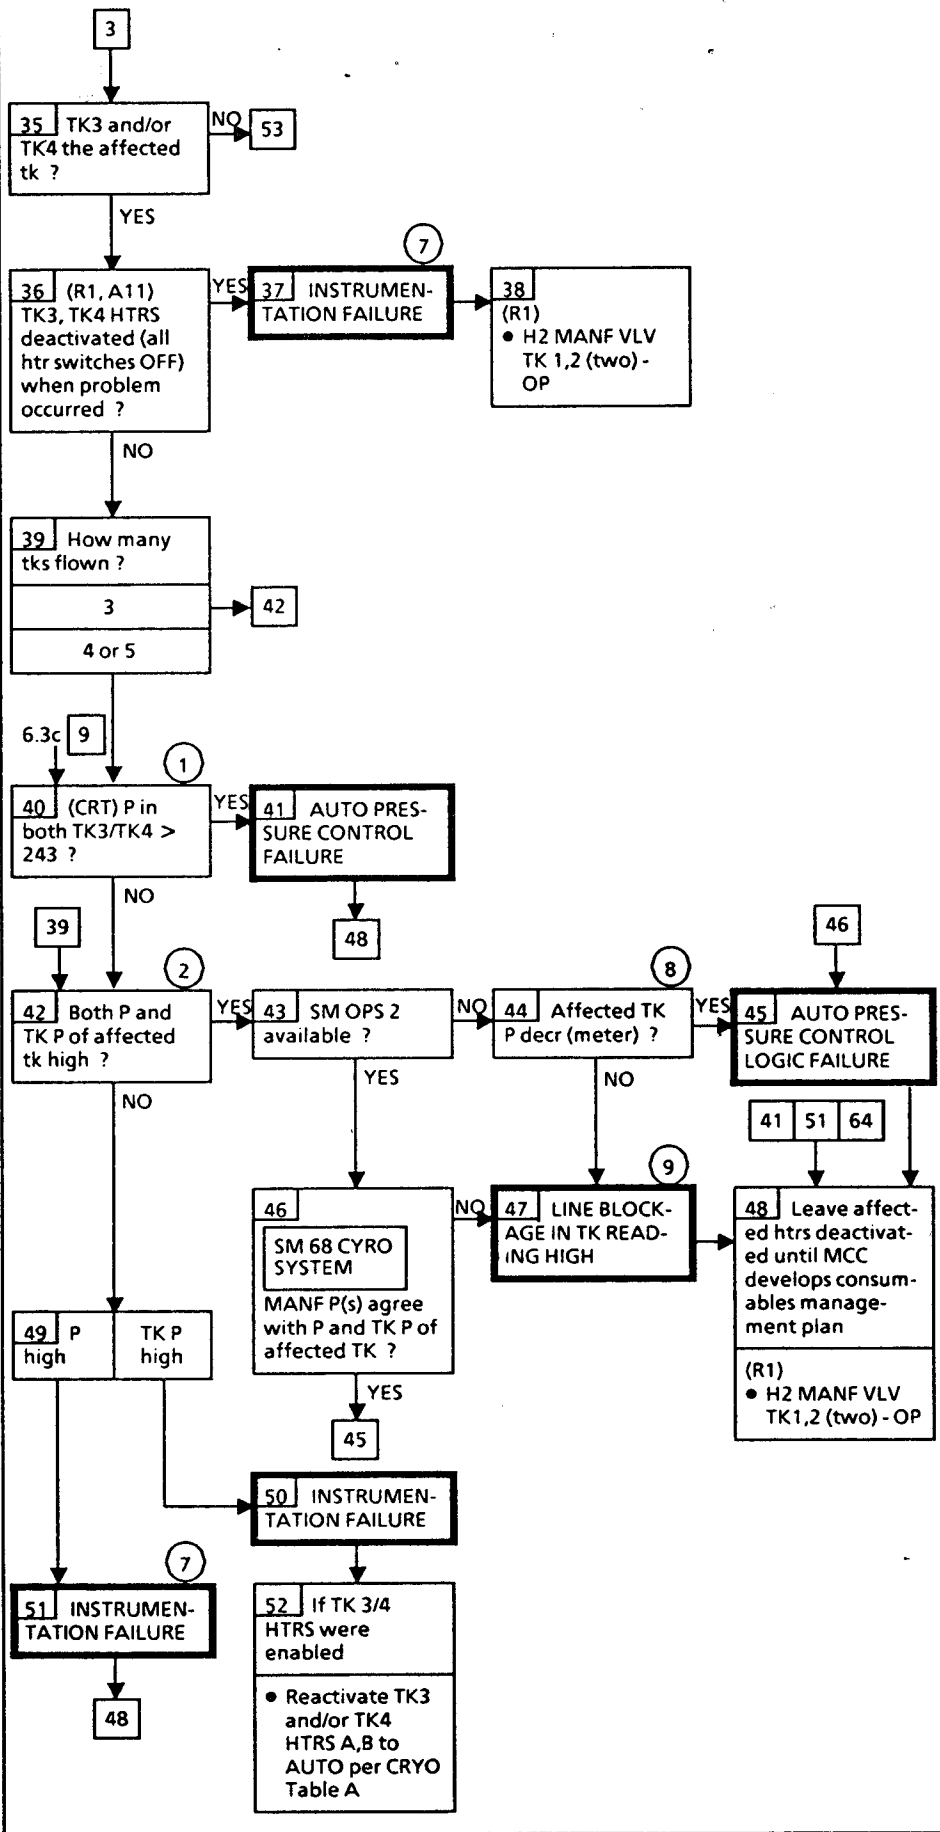 3
35 TK3 and/or
TK4 the affected
tk ?
NO
53
YES
36 (R1, A11)
TK3, TK4 HTRS
deactivated (all
htr switches OFF)
when problem
occurred ?
YES
7
37 INSTRUMEN-
TATION FAILURE
38
(R1)
● H2 MANF VLV
TK 1,2 (two) -
OP
NO
39 How many
tks flown ?
3
42
4 or 5
6.3c
9
1
40 (CRT) P in
both TK3/TK4 >
243 ?
YES
41 AUTO PRES-
SURE CONTROL
FAILURE
48
NO
39
2
42 Both P and
TK P of affected
tk high ?
YES
43 SM OPS 2
available ?
NO
8
44 Affected TK
P decr (meter) ?
YES
46
45 AUTO PRES-
SURE CONTROL
LOGIC FAILURE
NO
YES
NO
41 51 64
46
SM 68 CYRO
SYSTEM
MANF P(s) agree
with P and TK P of
affected TK ?
NO
9
47 LINE BLOCK-
AGE IN TK READ-
ING HIGH
48 Leave affect-
ed htrs deactivat-
ed until MCC
develops consum-
ables manage-
ment plan
(R1)
● H2 MANF VLV
TK1,2 (two) - OP
YES
45
49 P
high
TK P
high
50 INSTRUMEN-
TATION FAILURE
7
51 INSTRUMEN-
TATION FAILURE
48
52 If TK 3/4
HTRS were
enabled
● Reactivate TK3
and/or TK4
HTRS A,B to
AUTO per CRYO
Table A